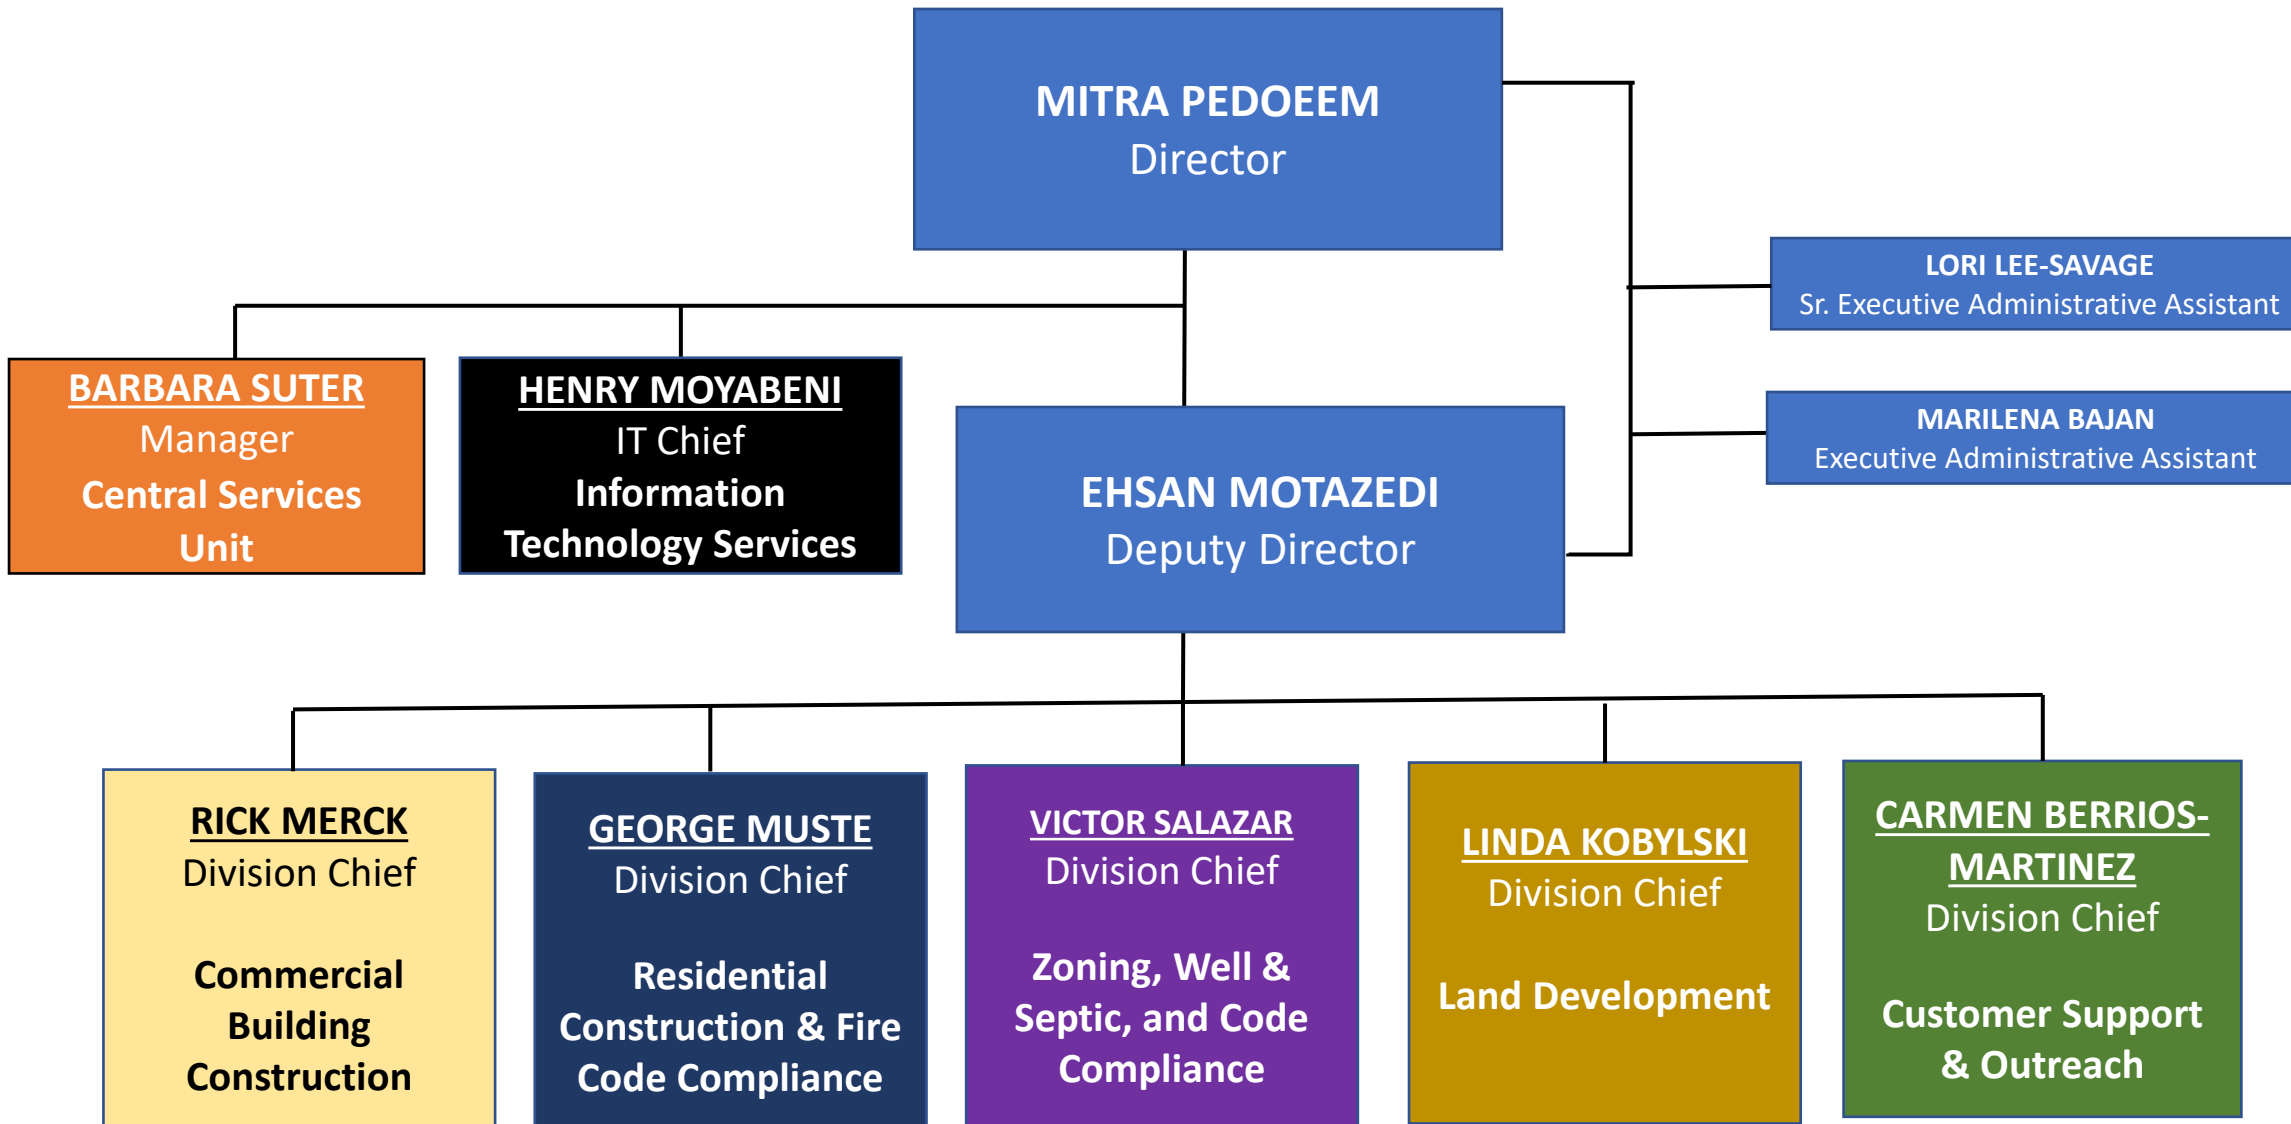 MITRA PEDOEEM
Director
LORI LEE-SAVAGE
Sr. Executive Administrative Assistant
MARILENA BAJAN
Executive Administrative Assistant
BARBARA SUTER
Manager
Central Services
Unit
HENRY MOYABENI
IT Chief
Information
Technology Services
EHSAN MOTAZEDI
Deputy Director
RICK MERCK
Division Chief
Commercial
Building
Construction
GEORGE MUSTE
Division Chief
Residential
Construction & Fire
Code Compliance
VICTOR SALAZAR
Division Chief
Zoning, Well &
Septic, and Code
Compliance
LINDA KOBYLSKI
Division Chief
Land Development
CARMEN BERRIOS-
MARTINEZ
Division Chief
Customer Support
& Outreach